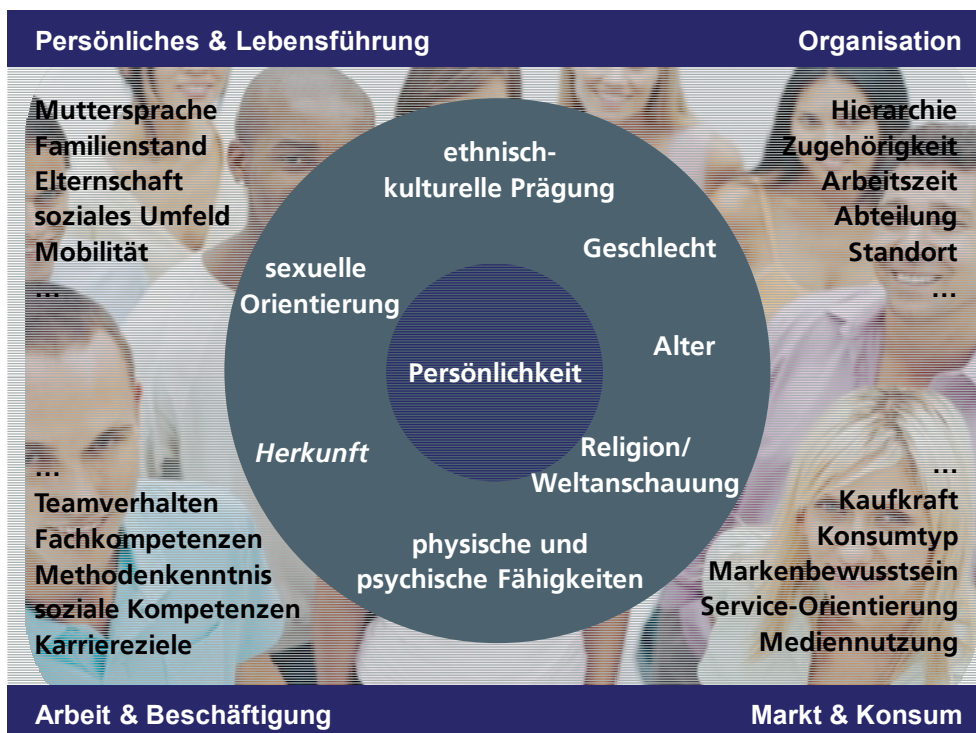 Persönliches & Lebensführung
Organisation
Muttersprache
Familienstand
Elternschaft
soziales Umfeld
Mobilität
...
Hierarchie
Zugehörigkeit
Arbeitszeit
Abteilung
Standort
...
ethnisch-
kulturelle Prägung
Geschlecht
sexuelle
Orientierung
Alter
Persönlichkeit
Herkunft
Religion/
Weltanschauung
physische und
psychische Fähigkeiten
...
Teamverhalten
Fachkompetenzen
Methodenkenntnis
soziale Kompetenzen
Karriereziele
...
Kaufkraft
Konsumtyp
Markenbewusstsein
Service-Orientierung
Mediennutzung
Arbeit & Beschäftigung
Markt & Konsum